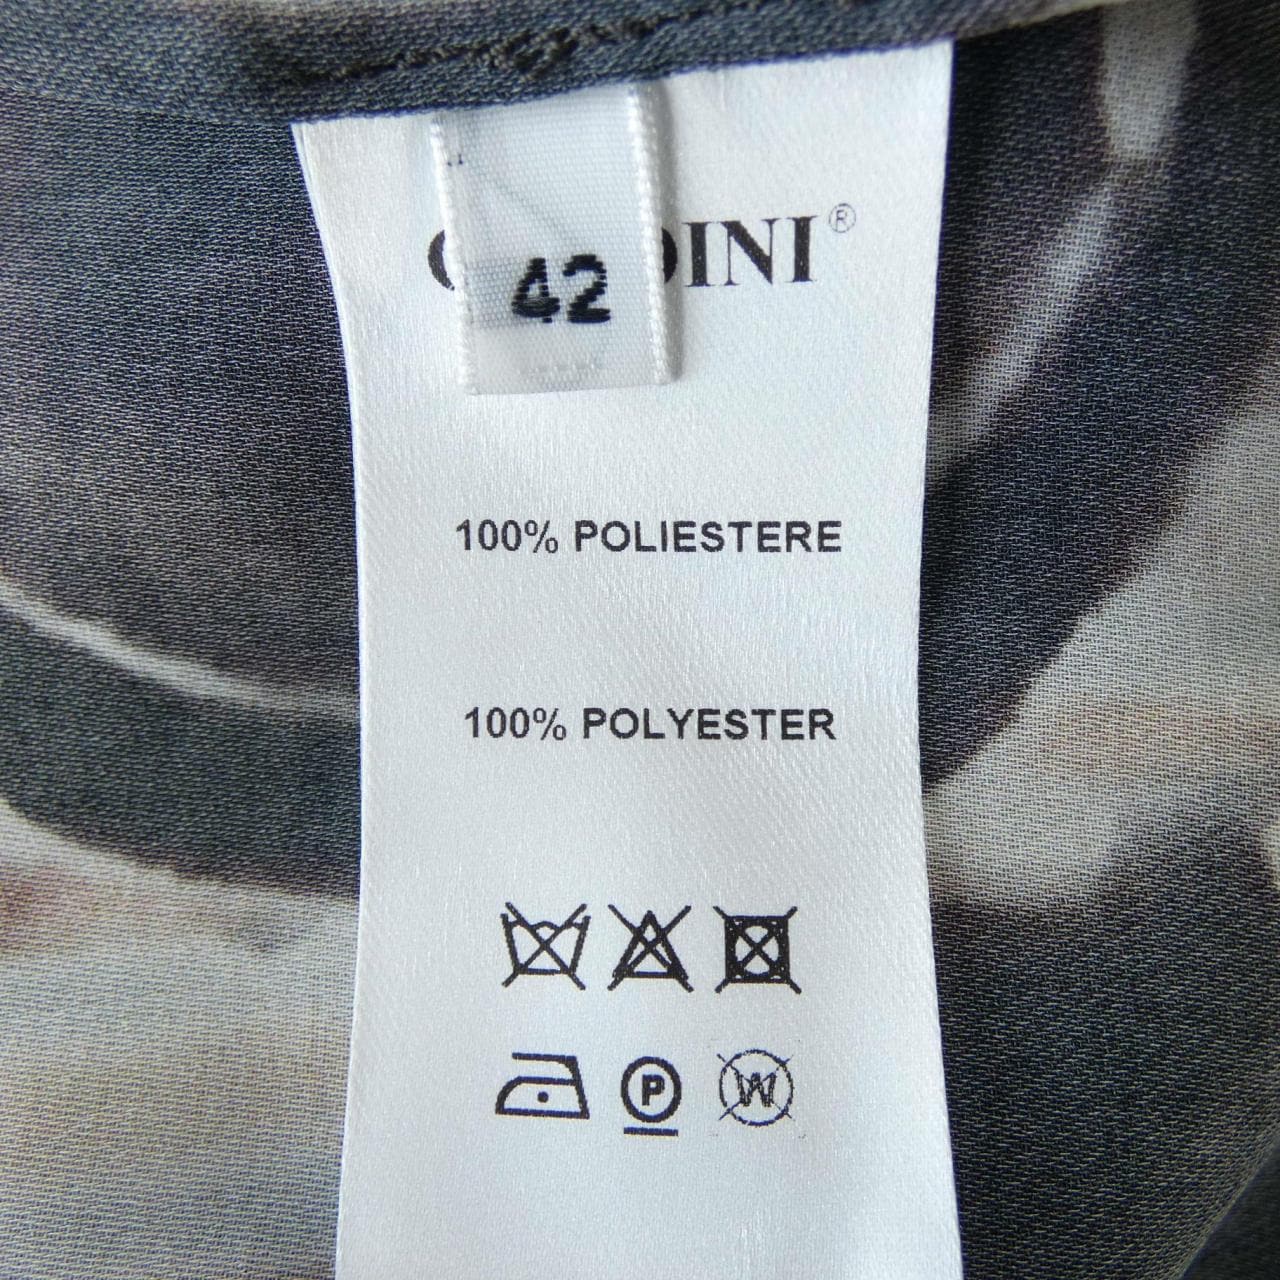 42
®
100% POLIESTERE
100% POLYESTER
P W